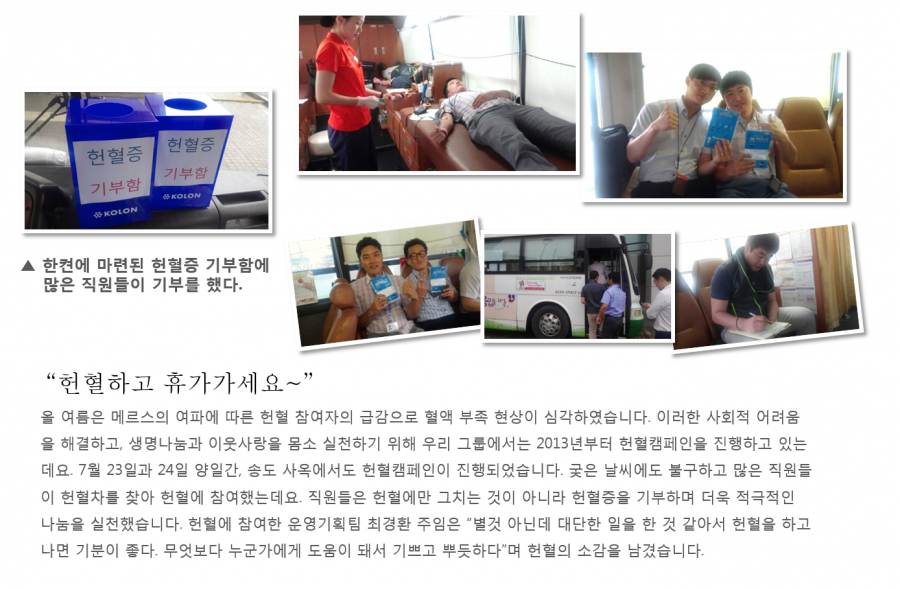 헌혈증
기부함
KOLON
헌혈증
기부함
KOLON
▲ 한켠에 마련된 헌혈증 기부함에
많은 직원들이 기부를 했다.
“헌혈하고 휴가가세요~”
올 여름은 메르스의 여파에 따른 헌혈 참여자의 급감으로 혈액 부족 현상이 심각하였습니다. 이러한 사회적 어려움
을 해결하고, 생명나눔과 이웃사랑을 몸소 실천하기 위해 우리 그룹에서는 2013년부터 헌혈캠페인을 진행하고 있는
데요. 7월 23일과 24일 양일간, 송도 사옥에서도 헌혈캠페인이 진행되었습니다. 궂은 날씨에도 불구하고 많은 직원들
이 헌혈차를 찾아 헌혈에 참여했는데요. 직원들은 헌혈에만 그치는 것이 아니라 헌혈증을 기부하며 더욱 적극적인
나눔을 실천했습니다. 헌혈에 참여한 운영기획팀 최경환 주임은 “별것 아닌데 대단한 일을 한 것 같아서 헌혈을 하고
나면 기분이 좋다. 무엇보다 누군가에게 도움이 돼서 기쁘고 뿌듯하다”며 헌혈의 소감을 남겼습니다.